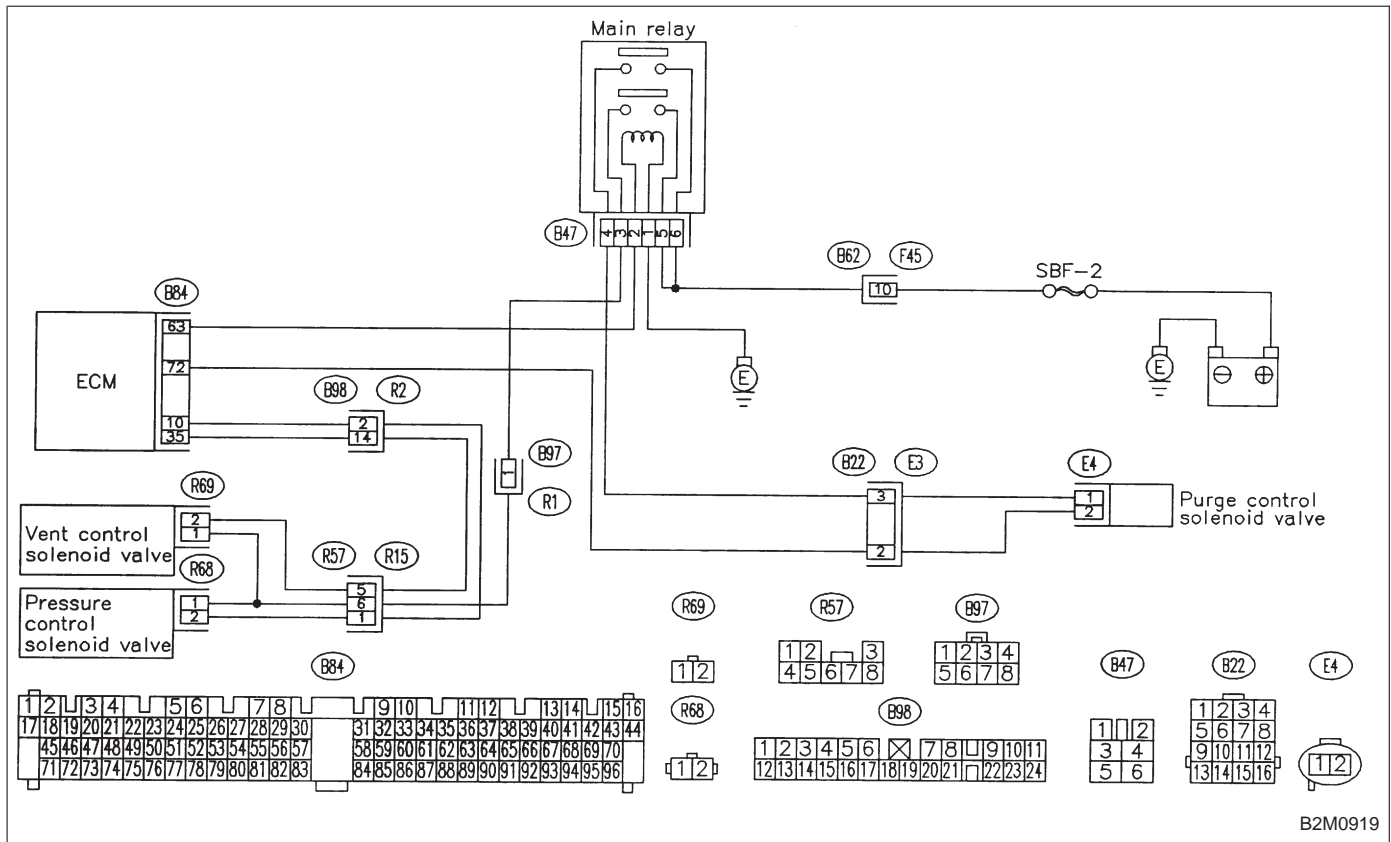 Main relay
B47
4 3 2 1 5 6
B62 F45
10
SBF-2
B84
ECM
63
72
10
35
B98 R2
2
14
B97
1
R1
E
E
⊖ ⊕
B22 E3
3
2
E4
1
2
Purge control
solenoid valve
R69
2
1
Vent control
solenoid valve
R68
1
2
Pressure
control
solenoid valve
R57 R15
5
6
1
B84
1 2 3 4 5 6 7 8 9 10 11 12 13 14 15 16
17 18 19 20 21 22 23 24 25 26 27 28 29 30 31 32 33 34 35 36 37 38 39 40 41 42 43 44
45 46 47 48 49 50 51 52 53 54 55 56 57 58 59 60 61 62 63 64 65 66 67 68 69 70
71 72 73 74 75 76 77 78 79 80 81 82 83 84 85 86 87 88 89 90 91 92 93 94 95 96
R69
1 2
R68
1 2
R57
1 2 3
4 5 6 7 8
B97
1 2 3 4
5 6 7 8
B98
1 2 3 4 5 6 7 8 9 10 11
12 13 14 15 16 17 18 19 20 21 22 23 24
B47
1 2
3 4
5 6
B22
1 2 3 4
5 6 7 8
9 10 11 12
13 14 15 16
E4
1 2
B2M0919